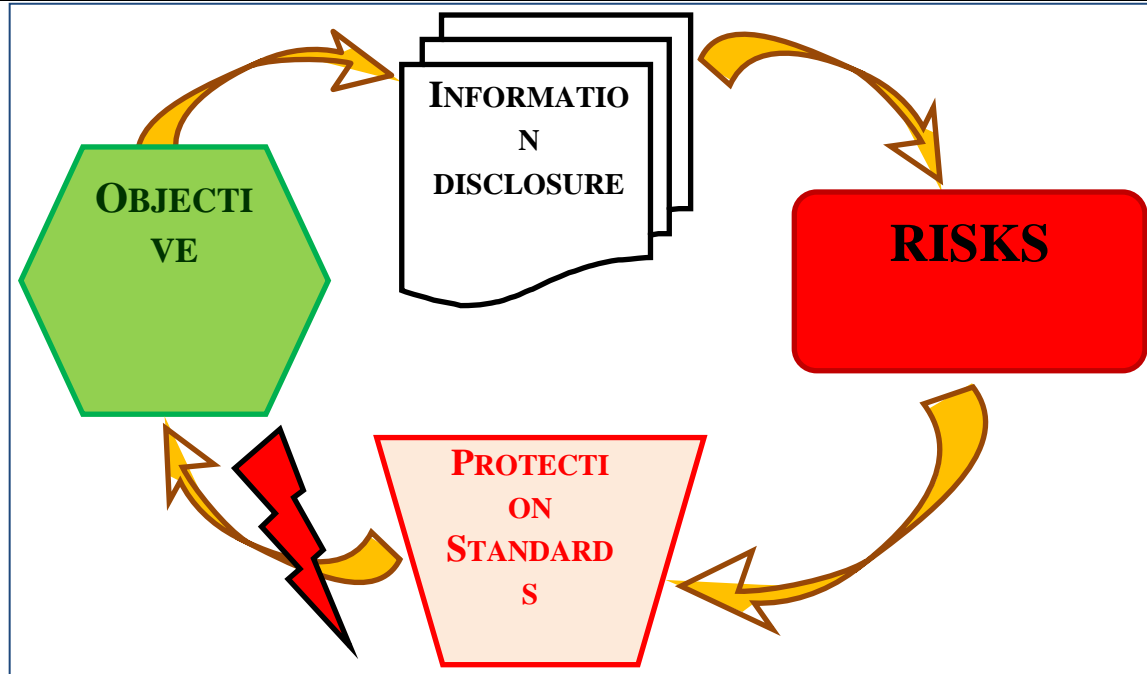 INFORMATIO
N
DISCLOSURE
OBJECTI
VE
RISKS
PROTECTI
ON
STANDARD
S